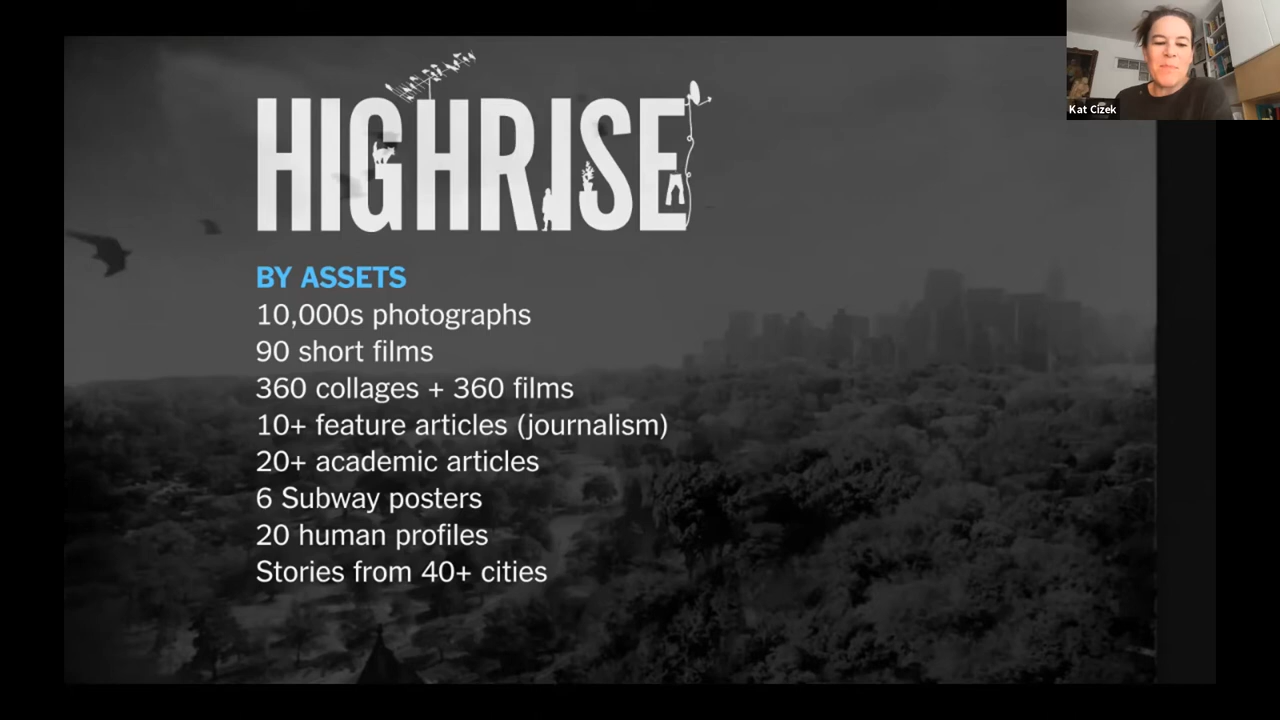 HIGHRISE
BY ASSETS
10,000s photographs
90 short films
360 collages + 360 films
10+ feature articles (journalism)
20+ academic articles
6 Subway posters
20 human profiles
Stories from 40+ cities
Kat Cizek